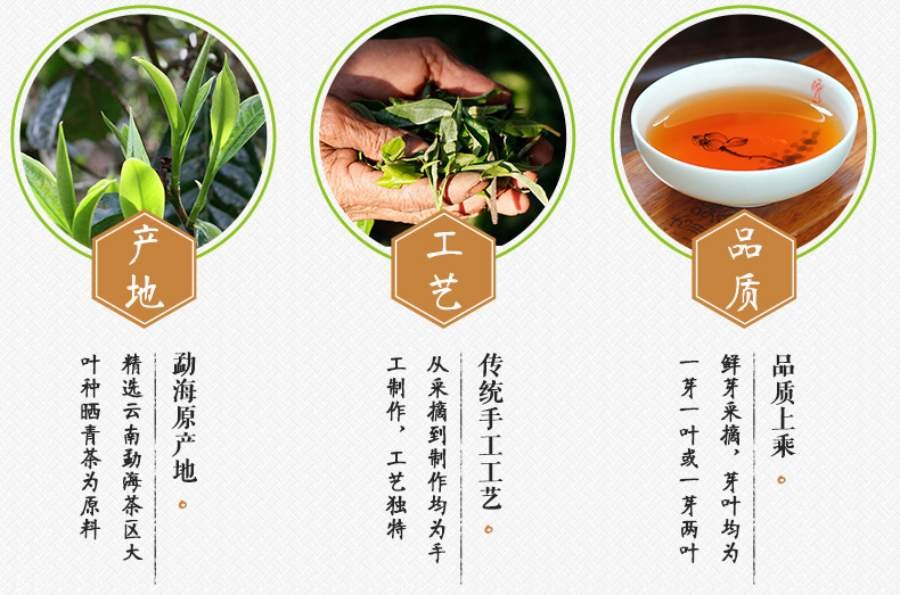 产地
勐海原产地
精选云南勐海茶区大
叶种晒青茶为原料
工艺
传统手工工艺
从采摘到制作均为手
工制作，工艺独特
品质
品质上乘
鲜芽采摘，芽叶均为
一芽一叶或一芽两叶